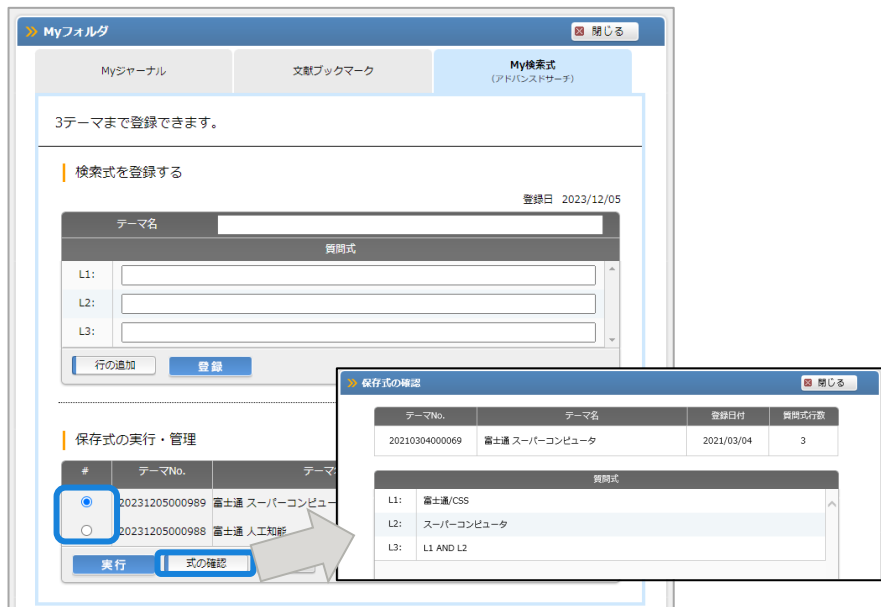 Myフォルダ 閉じる
Myジャーナル 文献ブックマーク My検索式
(アドバンスドサーチ)
3テーマまで登録できます。
検索式を登録する
登録日 2023/12/05
テーマ名
質問式
L1:
L2:
L3:
行の追加 登録
保存式の実行・管理
# テーマNo. テーマ
20231205000989 富士通 スーパーコンピュー
20231205000988 富士通 人工知能
実行 式の確認
保存式の確認 閉じる
テーマNo. テーマ名 登録日付 質問式行数
20210304000069 富士通 スーパーコンピュータ 2021/03/04 3
質問式
L1: 富士通/CSS
L2: スーパーコンピュータ
L3: L1 AND L2